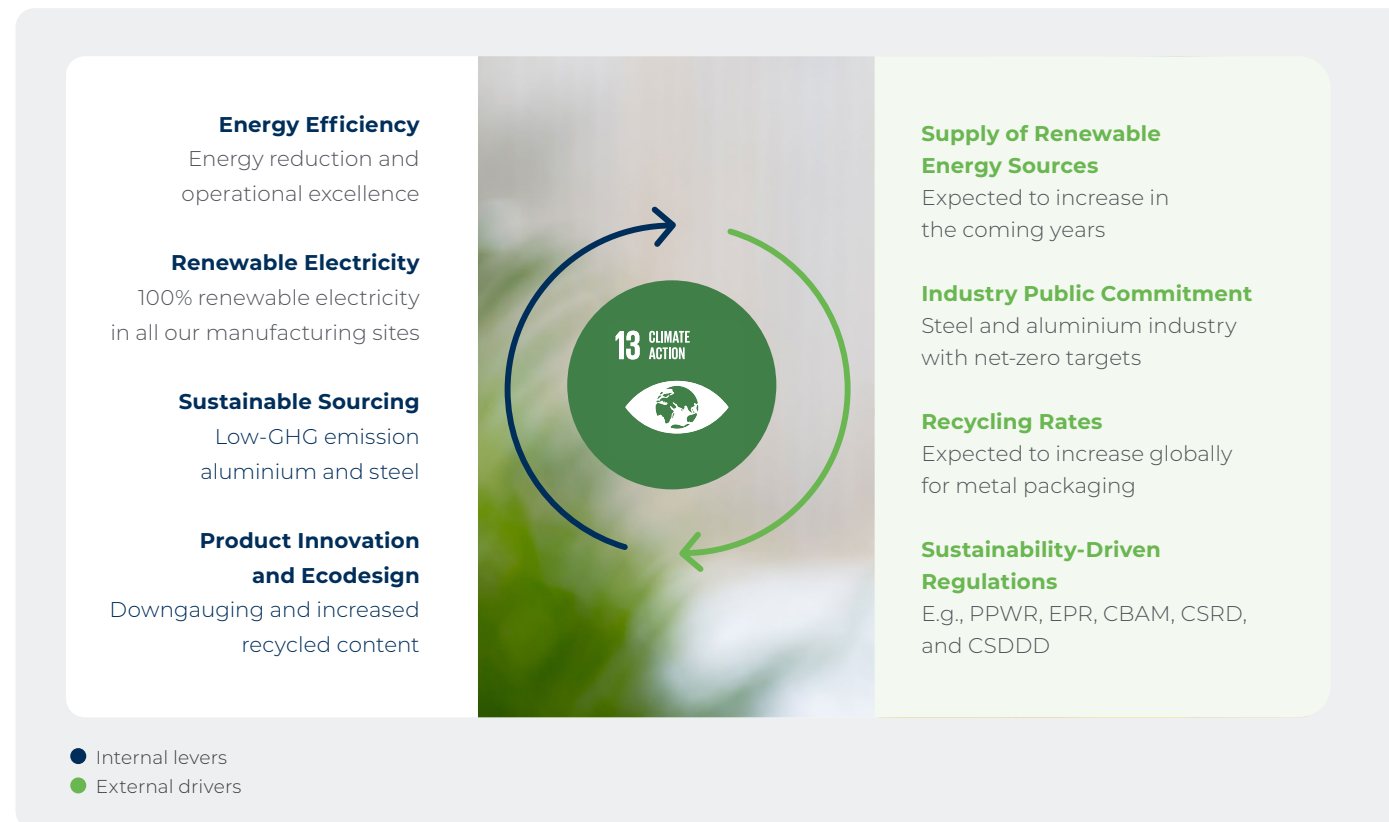 Energy Efficiency
Energy reduction and
operational excellence
Renewable Electricity
100% renewable electricity
in all our manufacturing sites
Sustainable Sourcing
Low-GHG emission
aluminium and steel
Product Innovation
and Ecodesign
Downgauging and increased
recycled content
13 CLIMATE
ACTION
Supply of Renewable
Energy Sources
Expected to increase in
the coming years
Industry Public Commitment
Steel and aluminium industry
with net-zero targets
Recycling Rates
Expected to increase globally
for metal packaging
Sustainability-Driven
Regulations
E.g., PPWR, EPR, CBAM, CSRD,
and CSDDD
Internal levers
External drivers